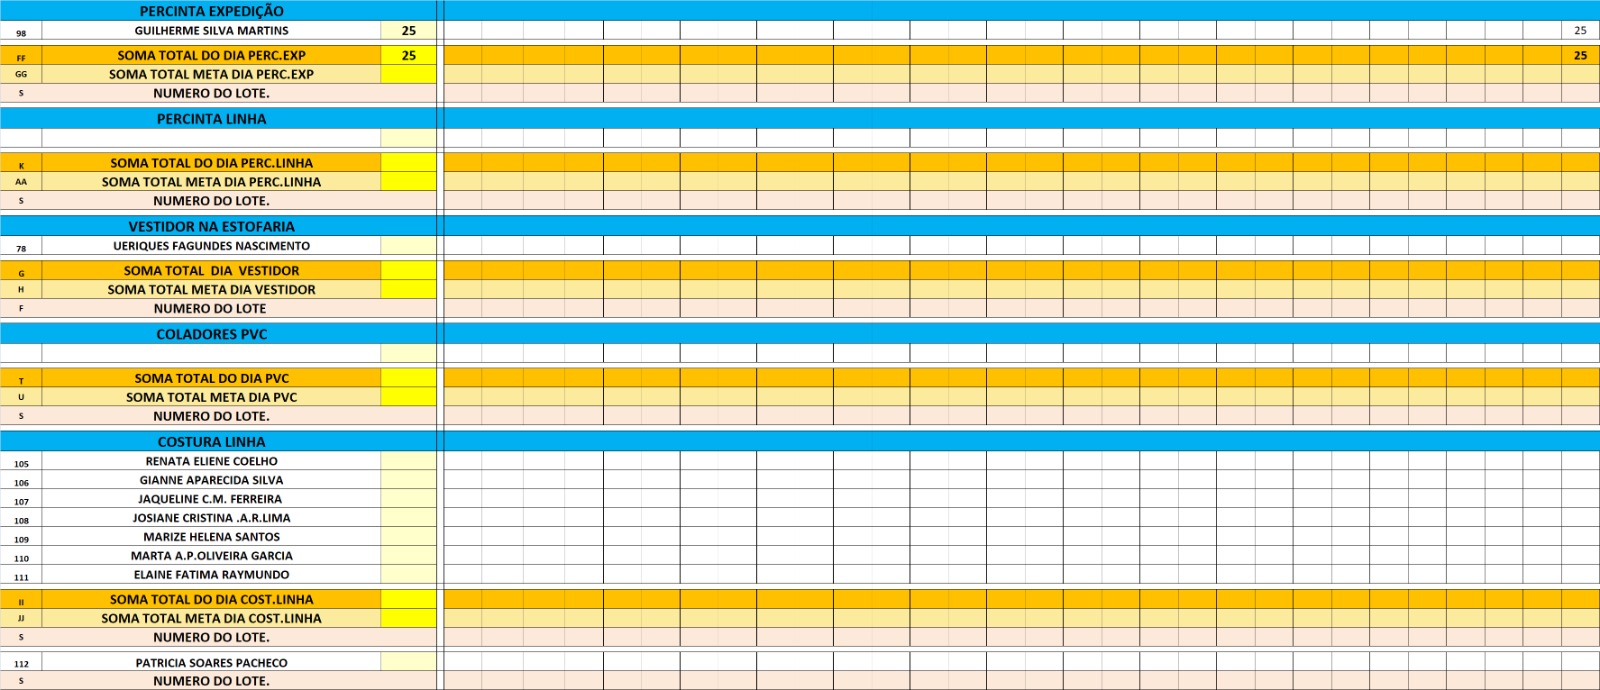 PERCINTA EXPEDIÇÃO
98 GUILHERME SILVA MARTINS 25 25
FF SOMA TOTAL DO DIA PERC.EXP 25 25
GG SOMA TOTAL META DIA PERC.EXP
S NUMERO DO LOTE.
PERCINTA LINHA
K SOMA TOTAL DO DIA PERC.LINHA
AA SOMA TOTAL META DIA PERC.LINHA
S NUMERO DO LOTE.
VESTIDOR NA ESTOFARIA
78 UERIQUES FAGUNDES NASCIMENTO
G SOMA TOTAL DIA VESTIDOR
H SOMA TOTAL META DIA VESTIDOR
F NUMERO DO LOTE
COLADORES PVC
T SOMA TOTAL DO DIA PVC
U SOMA TOTAL META DIA PVC
S NUMERO DO LOTE.
COSTURA LINHA
105 RENATA ELIENE COELHO
106 GIANNE APARECIDA SILVA
107 JAQUELINE C.M. FERREIRA
108 JOSIANE CRISTINA .A.R.LIMA
109 MARIZE HELENA SANTOS
110 MARTA A.P.OLIVEIRA GARCIA
111 ELAINE FATIMA RAYMUNDO
II SOMA TOTAL DO DIA COST.LINHA
JJ SOMA TOTAL META DIA COST.LINHA
S NUMERO DO LOTE.
112 PATRICIA SOARES PACHECO
S NUMERO DO LOTE.